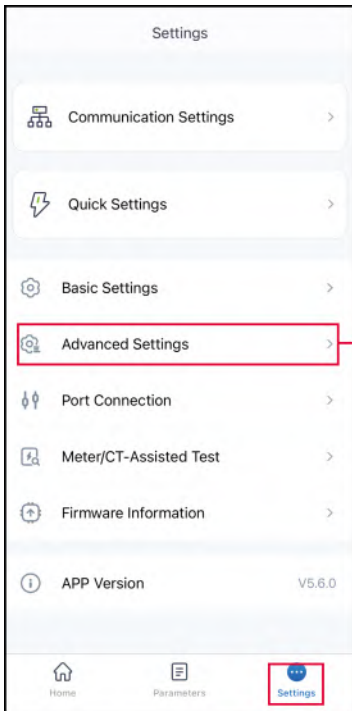 Settings
Communication Settings
Quick Settings
Basic Settings
Advanced Settings
Port Connection
Meter/CT-Assisted Test
Firmware Information
APP Version V5.6.0
Home Parameters Settings